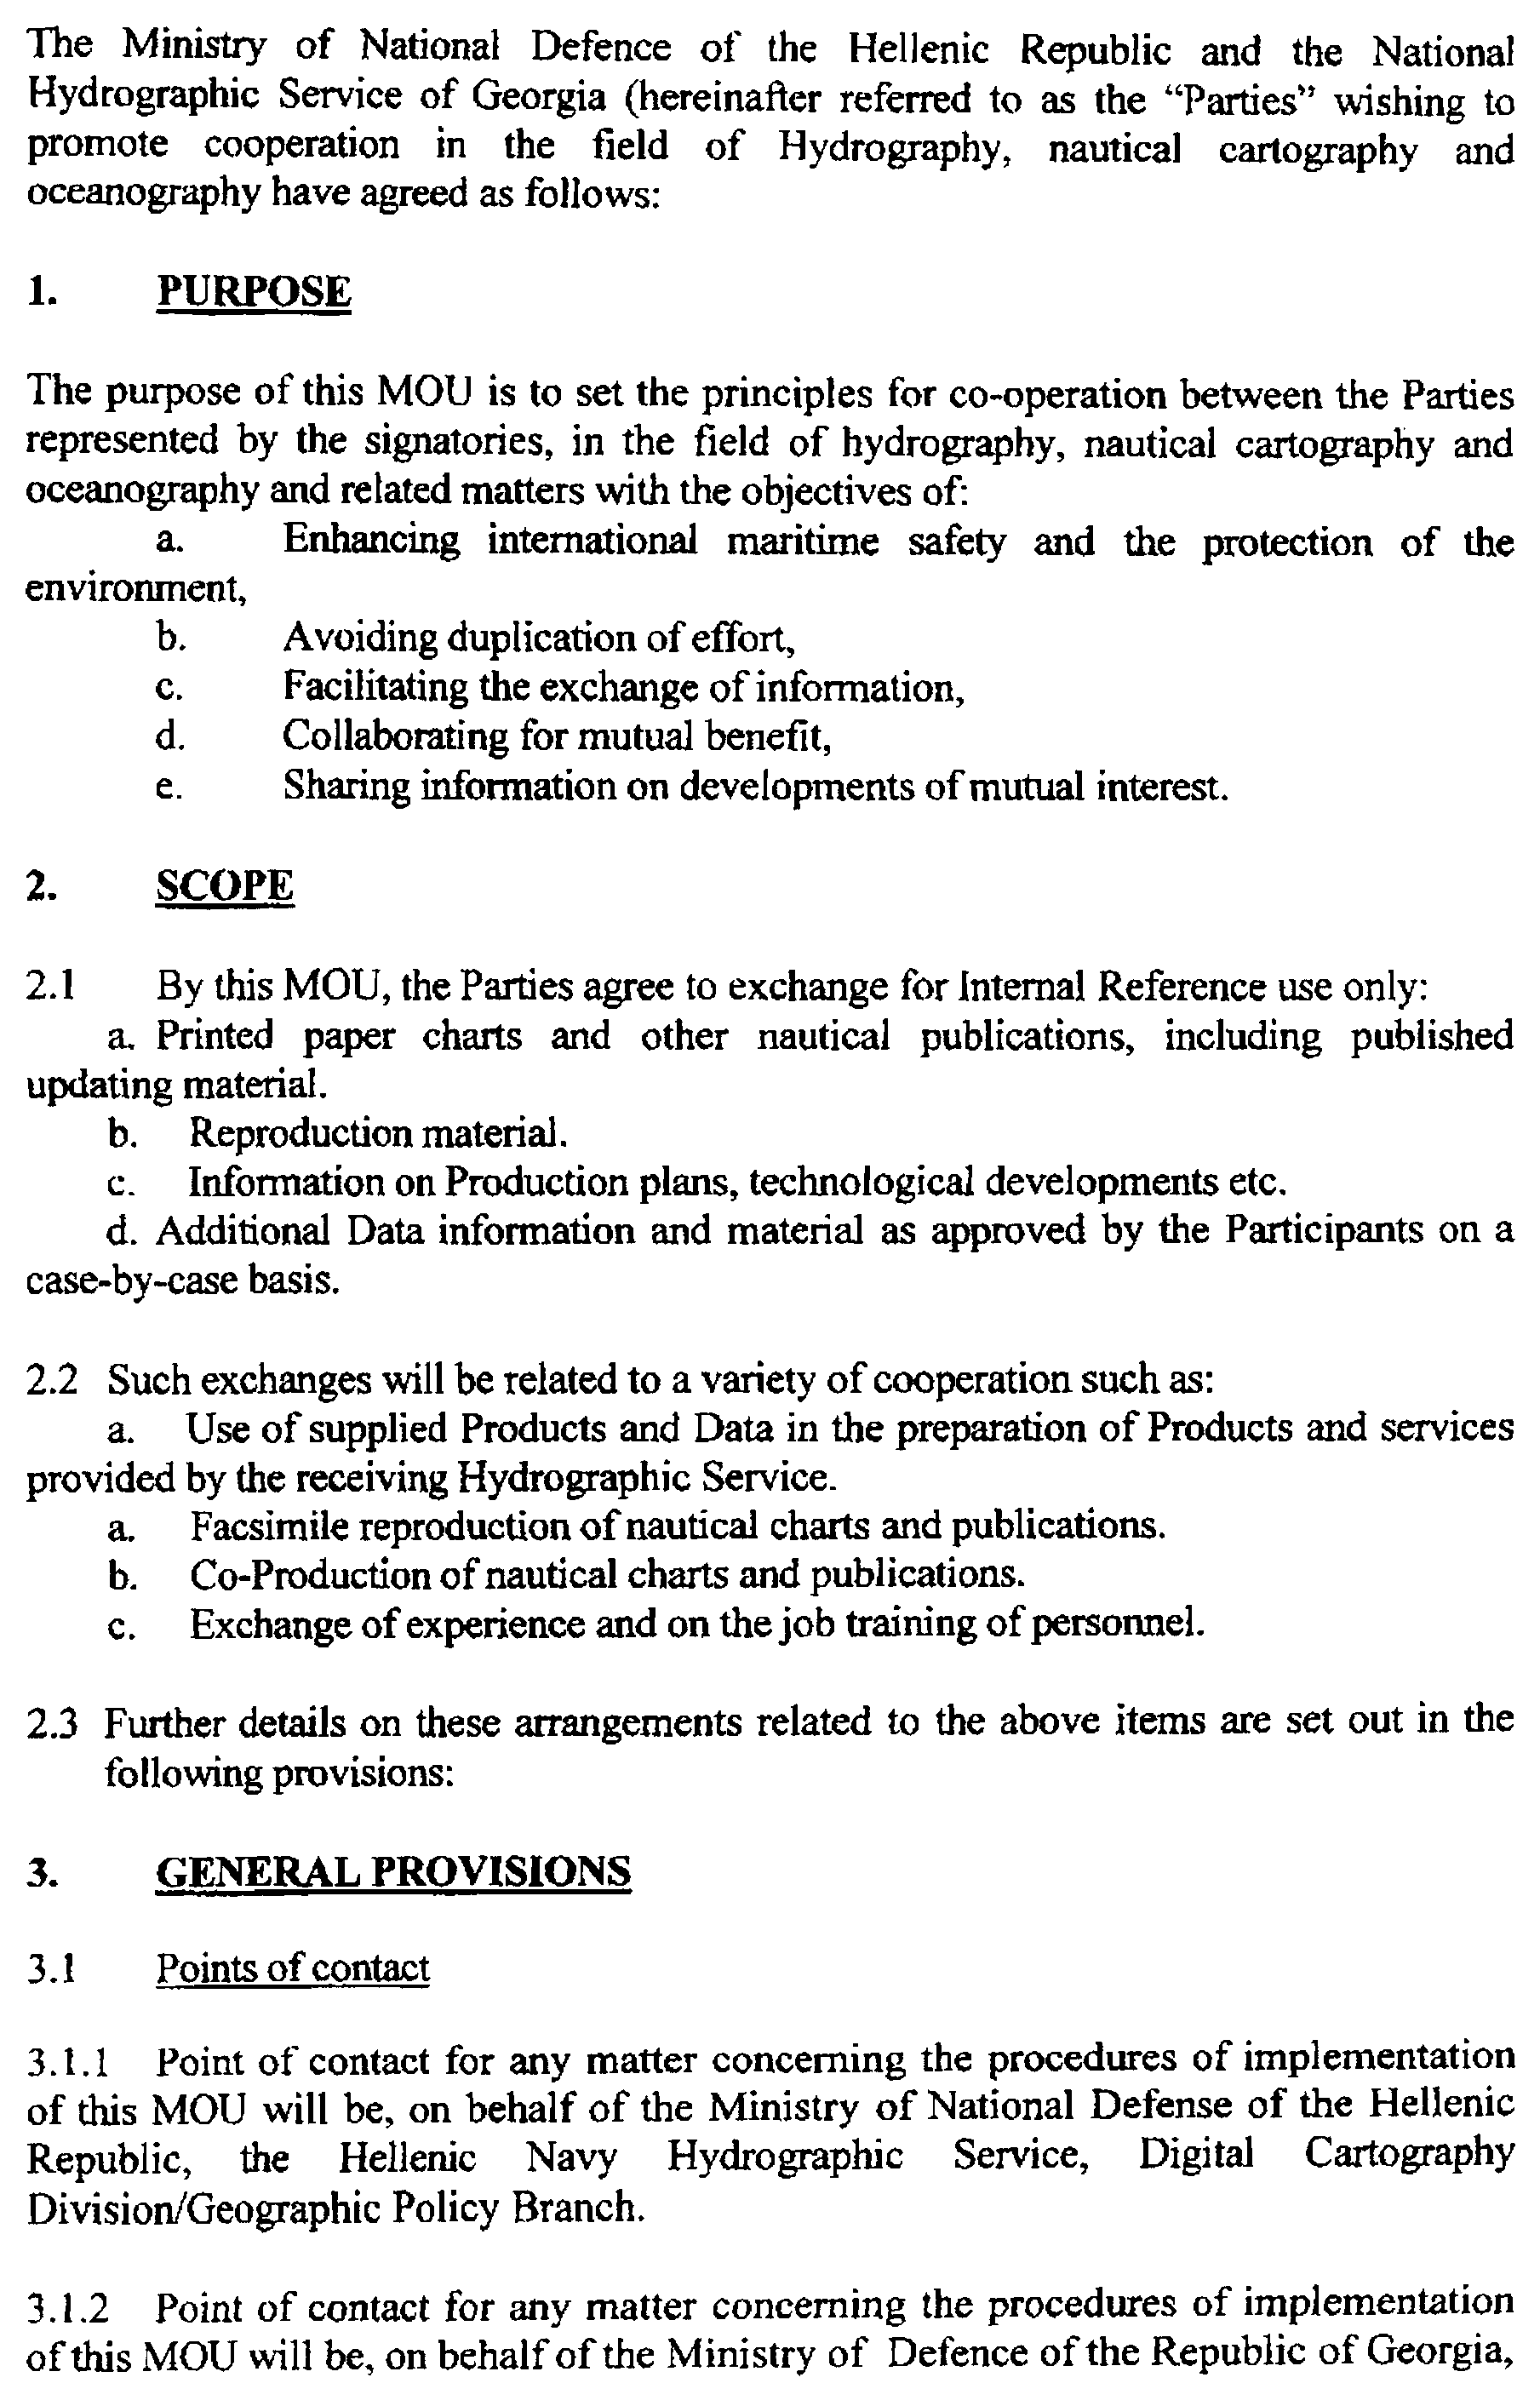 The Ministry of National Defence of the Hellenic Republic and the National
Hydrographic Service of Georgia (hereinafter referred to as the “Parties” wishing to
promote cooperation in the field of Hydrography, nautical cartography and
oceanography have agreed as follows:
1. PURPOSE
The purpose of this MOU is to set the principles for co-operation between the Parties
represented by the signatories, in the field of hydrography, nautical cartography and
oceanography and related matters with the objectives of:
a. Enhancing international maritime safety and the protection of the
environment,
b. Avoiding duplication of effort,
c. Facilitating the exchange of information,
d. Collaborating for mutual benefit,
e. Sharing information on developments of mutual interest.
2. SCOPE
2.1 By this MOU, the Parties agree to exchange for Internal Reference use only:
a. Printed paper charts and other nautical publications, including published
updating material.
b. Reproduction material.
c. Information on Production plans, technological developments etc.
d. Additional Data information and material as approved by the Participants on a
case-by-case basis.
2.2 Such exchanges will be related to a variety of cooperation such as:
a. Use of supplied Products and Data in the preparation of Products and services
provided by the receiving Hydrographic Service.
a. Facsimile reproduction of nautical charts and publications.
b. Co-Production of nautical charts and publications.
c. Exchange of experience and on the job training of personnel.
2.3 Further details on these arrangements related to the above items are set out in the
following provisions:
3. GENERAL PROVISIONS
3.1 Points of contact
3.1.1 Point of contact for any matter concerning the procedures of implementation
of this MOU will be, on behalf of the Ministry of National Defense of the Hellenic
Republic, the Hellenic Navy Hydrographic Service, Digital Cartography
Division/Geographic Policy Branch.
3.1.2 Point of contact for any matter concerning the procedures of implementation
of this MOU will be, on behalf of the Ministry of Defence of the Republic of Georgia,